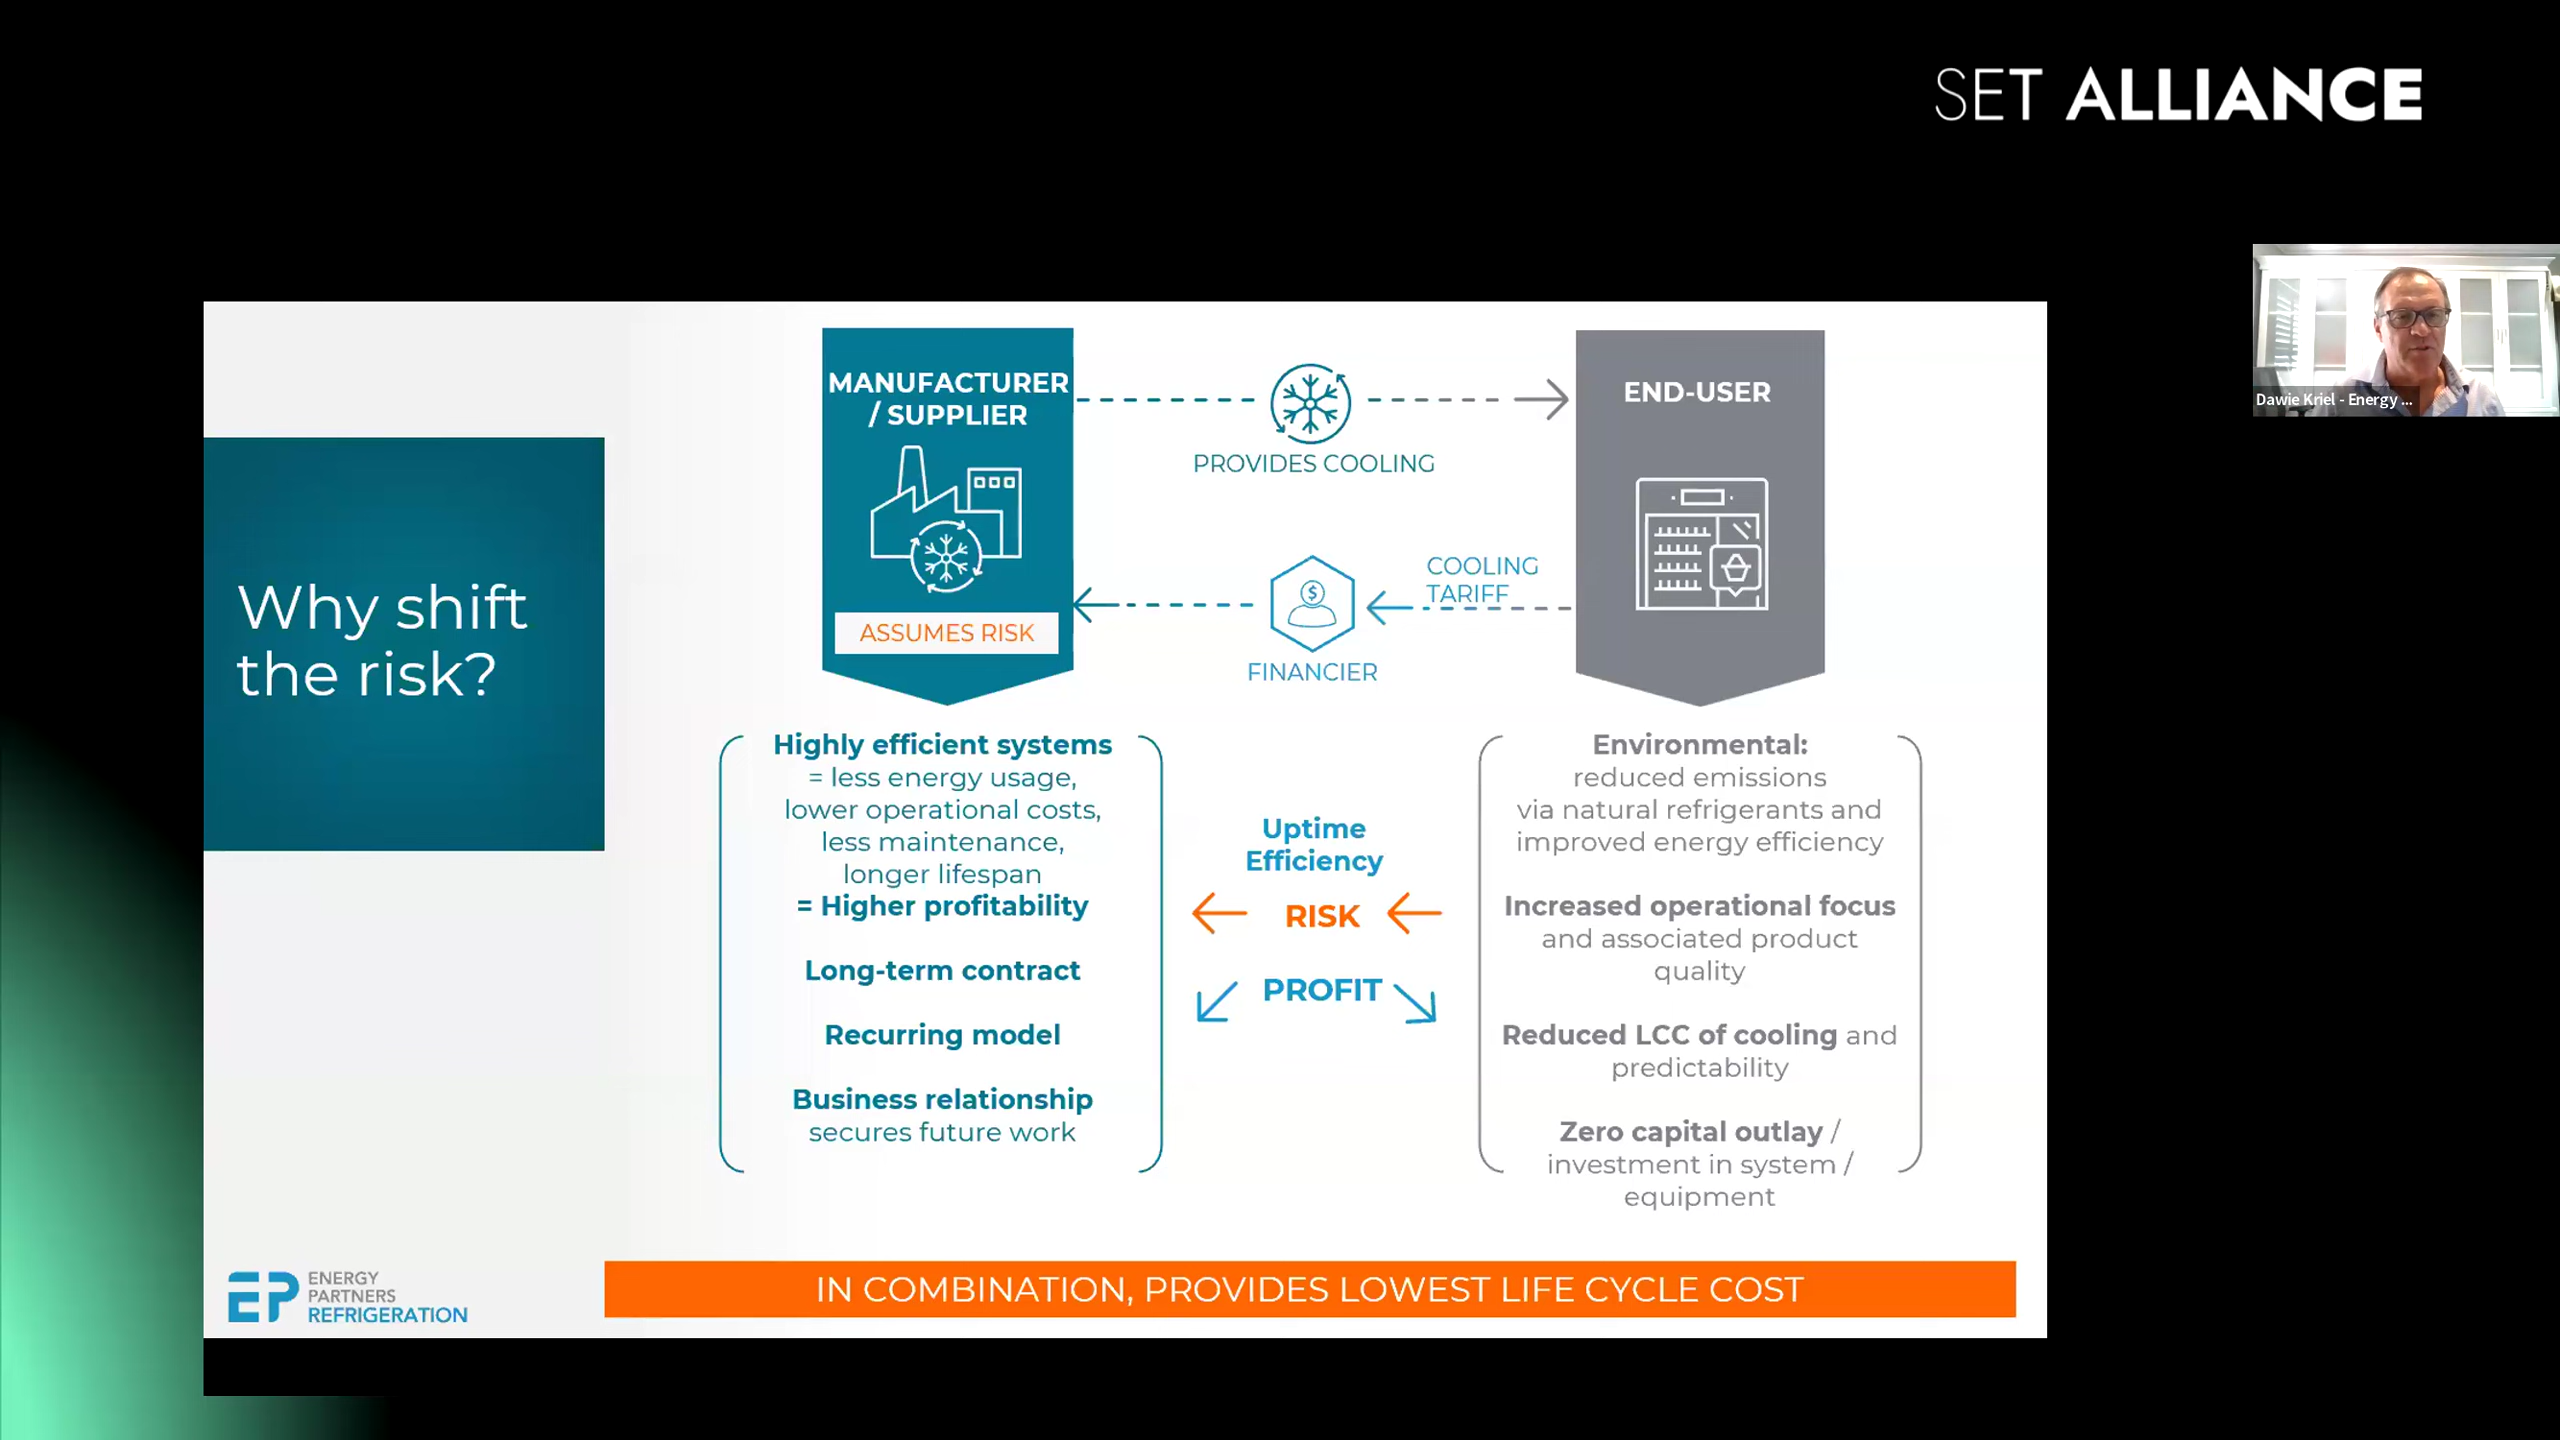 SET ALLIANCE
Dawie Kriel - Energy ...
Why shift
the risk?
MANUFACTURER
/ SUPPLIER
ASSUMES RISK
PROVIDES COOLING
COOLING
TARIFF
FINANCIER
END-USER
Highly efficient systems
= less energy usage,
lower operational costs,
less maintenance,
longer lifespan
= Higher profitability
Long-term contract
Recurring model
Business relationship
secures future work
Uptime
Efficiency
RISK
PROFIT
Environmental:
reduced emissions
via natural refrigerants and
improved energy efficiency
Increased operational focus
and associated product
quality
Reduced LCC of cooling and
predictability
Zero capital outlay /
investment in system /
equipment
EP ENERGY
PARTNERS
REFRIGERATION
IN COMBINATION, PROVIDES LOWEST LIFE CYCLE COST